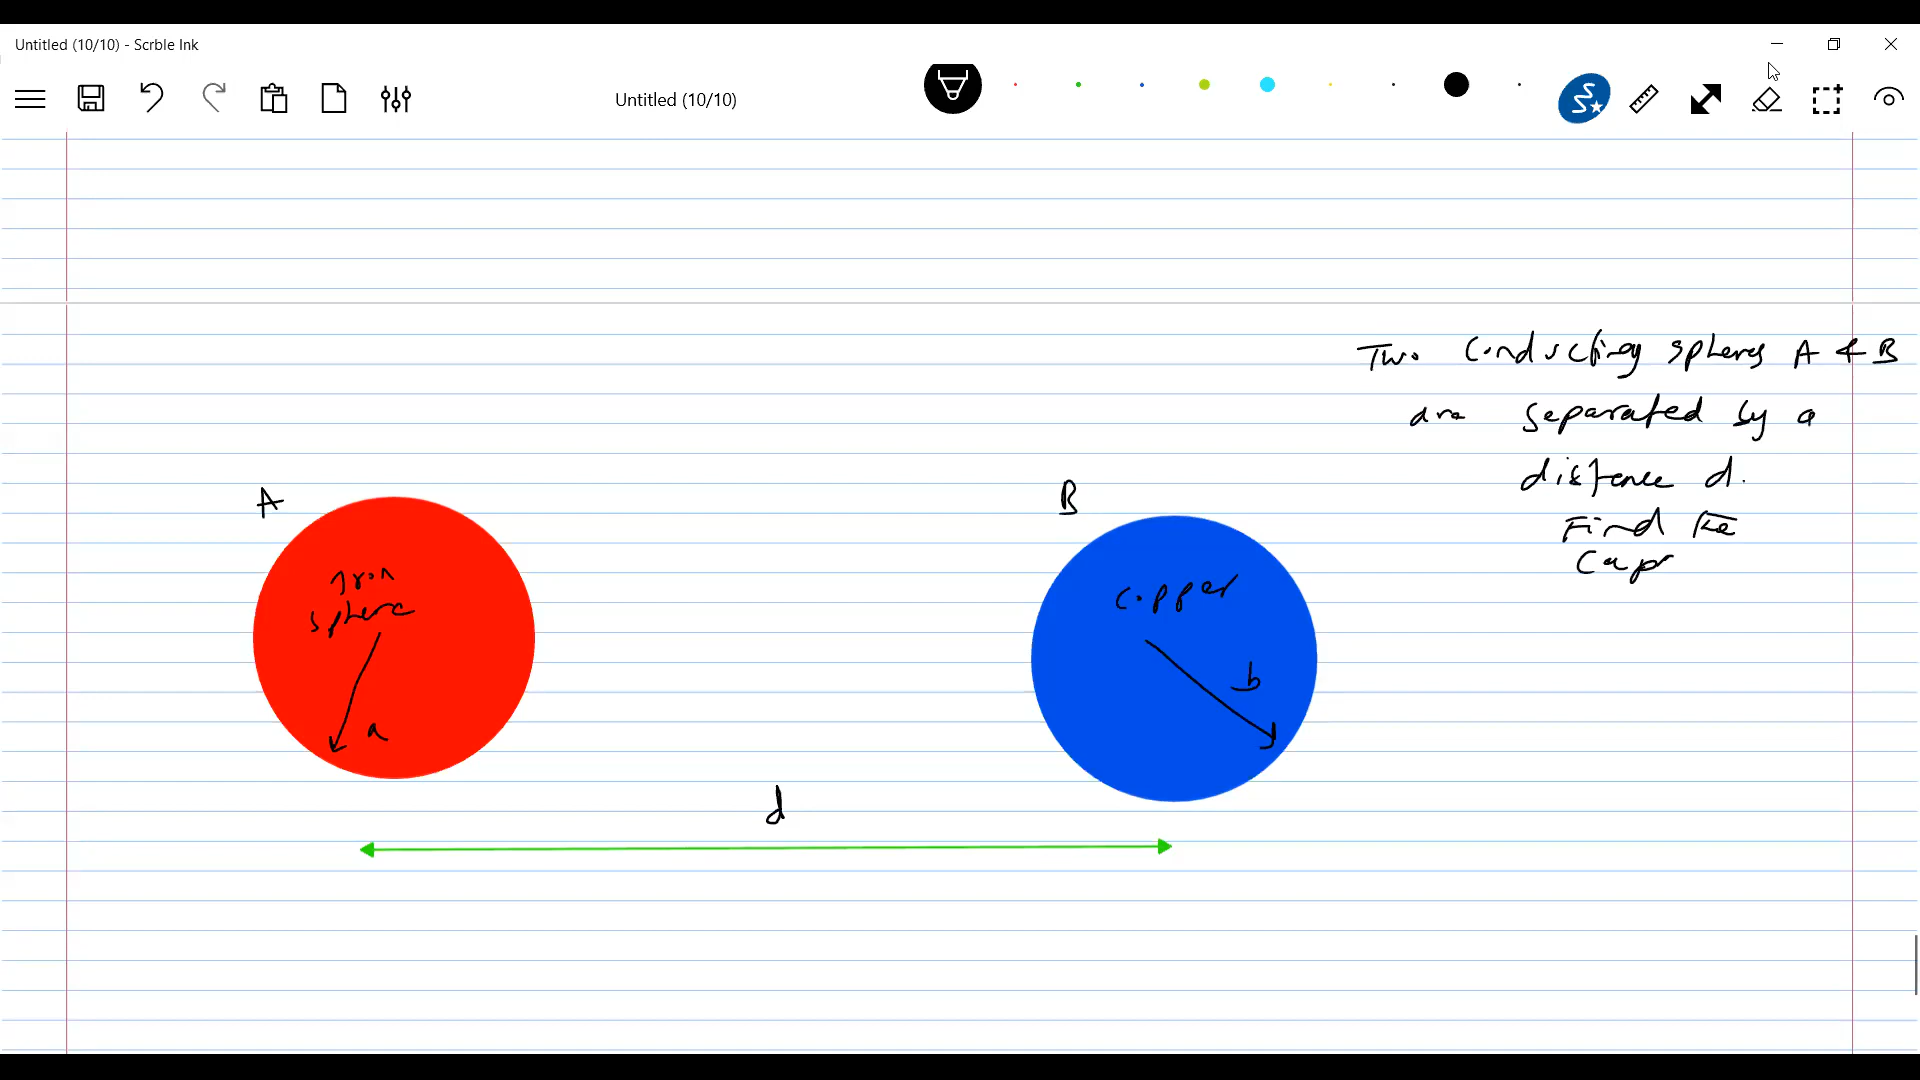 Untitled (10/10) - Scrble Ink
Untitled (10/10)
Two conducting spheres A & B
are separated by a
distance d.
Find the
Cap
A
B
Iron
sphere
a
copper
b
d